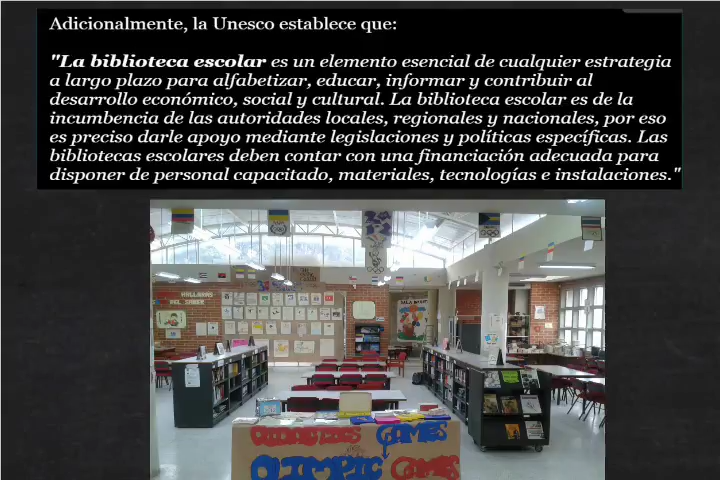 Adicionalmente, la Unesco establece que:
"La biblioteca escolar es un elemento esencial de cualquier estrategia
a largo plazo para alfabetizar, educar, informar y contribuir al
desarrollo económico, social y cultural. La biblioteca escolar es de la
incumbencia de las autoridades locales, regionales y nacionales, por eso
es preciso darle apoyo mediante legislaciones y políticas específicas. Las
bibliotecas escolares deben contar con una financiación adecuada para
disponer de personal capacitado, materiales, tecnologías e instalaciones."
DEL SABER
GAMES
OLIMPIC GAMES